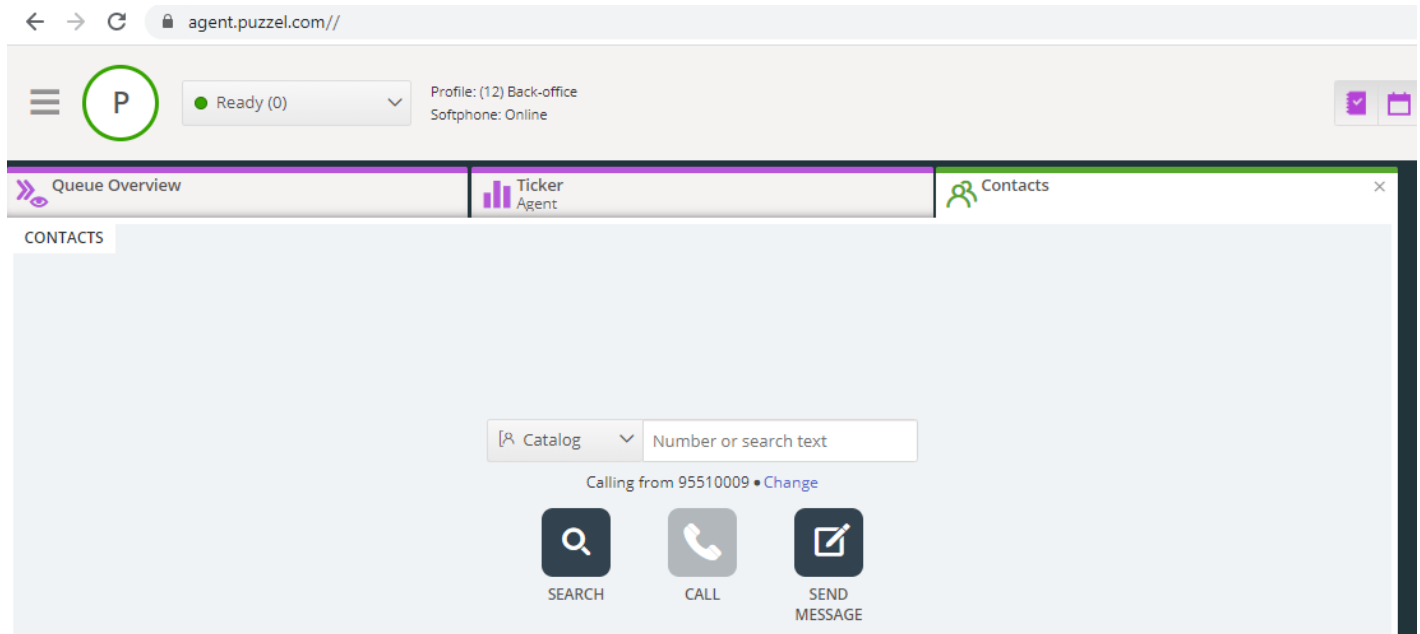 agent.puzzel.com//
P
Ready (0)
Profile: (12) Back-office
Softphone: Online
Queue Overview
Ticker
Agent
Contacts
CONTACTS
Catalog
Number or search text
Calling from 95510009 • Change
SEARCH
CALL
SEND
MESSAGE